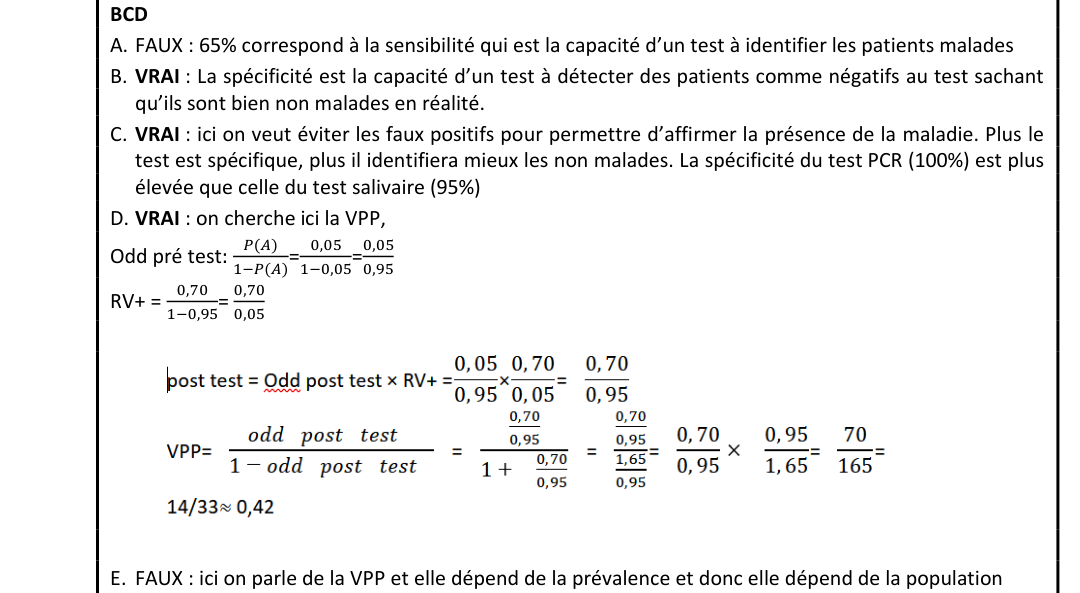 BCD
A. FAUX : 65% correspond à la sensibilité qui est la capacité d’un test à identifier les patients malades
B. VRAI : La spécificité est la capacité d’un test à détecter des patients comme négatifs au test sachant
qu’ils sont bien non malades en réalité.
C. VRAI : ici on veut éviter les faux positifs pour permettre d’affirmer la présence de la maladie. Plus le
test est spécifique, plus il identifiera mieux les non malades. La spécificité du test PCR (100%) est plus
élevée que celle du test salivaire (95%)
D. VRAI : on cherche ici la VPP,
Odd pré test: P(A)/1−P(A) = 0,05/1−0,05 = 0,05/0,95
RV+ = 0,70/1−0,95 = 0,70/0,05
post test = Odd post test × RV+ = 0,05/0,95 × 0,70/0,05 = 0,70/0,95
VPP= odd post test/1 − odd post test = (0,70/0,95)/(1 + 0,70/0,95) = (0,70/0,95)/(1,65/0,95) = 0,70/0,95 × 0,95/1,65 = 70/165 =
14/33≈ 0,42
E. FAUX : ici on parle de la VPP et elle dépend de la prévalence et donc elle dépend de la population